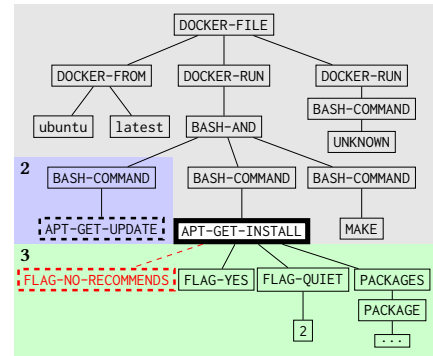 DOCKER-FILE
DOCKER-FROM DOCKER-RUN DOCKER-RUN
BASH-COMMAND
ubuntu latest BASH-AND
UNKNOWN
2
BASH-COMMAND BASH-COMMAND BASH-COMMAND
APT-GET-UPDATE APT-GET-INSTALL MAKE
3
FLAG-NO-RECOMMENDS FLAG-YES FLAG-QUIET PACKAGES
PACKAGE
2 ...